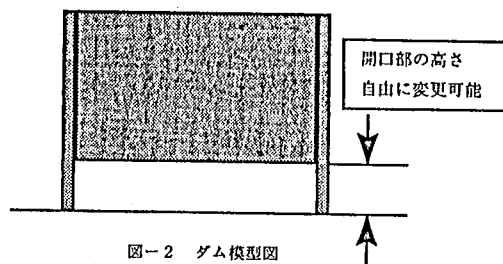 開口部の高さ
自由に変更可能
図－2　ダム模型図